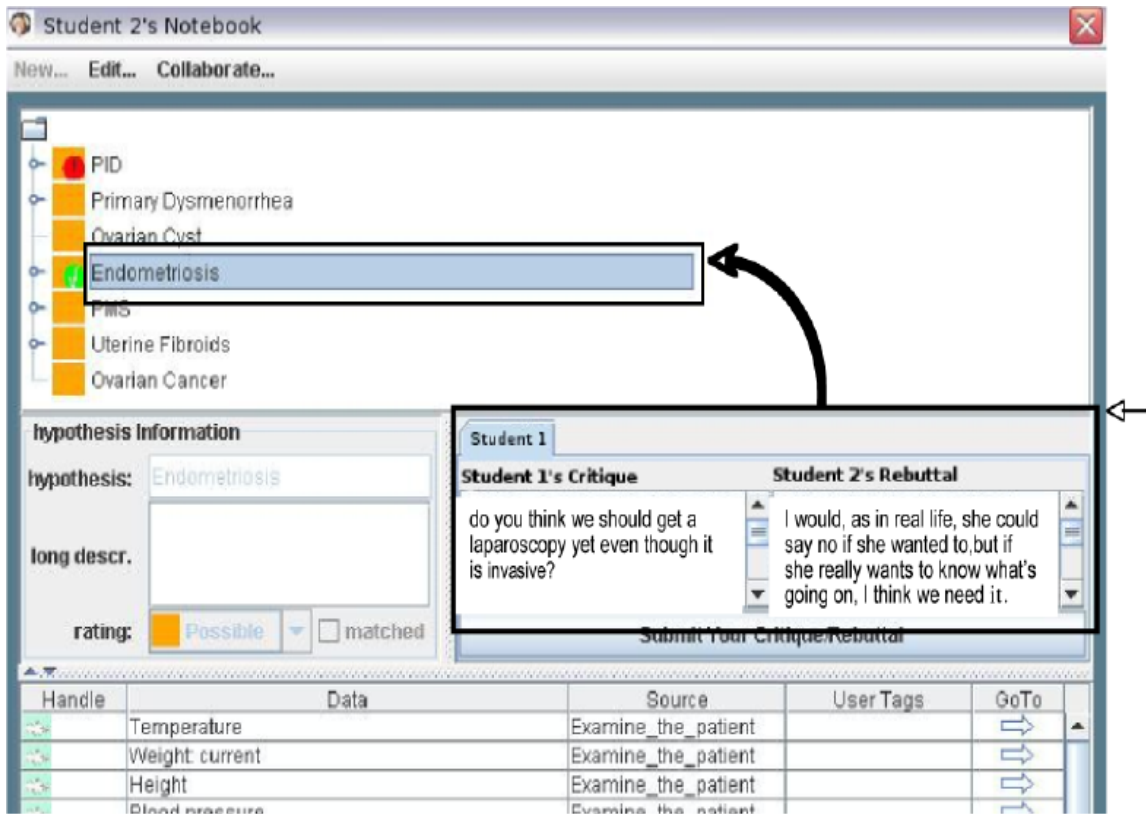 Student 2's Notebook
New... Edit... Collaborate...
PID
Primary Dysmenorrhea
Ovarian Cyst
Endometriosis
PMS
Uterine Fibroids
Ovarian Cancer
hypothesis Information
hypothesis: Endometriosis
long descr.
rating: Possible matched
Student 1
Student 1's Critique
do you think we should get a
laparoscopy yet even though it
is invasive?
Student 2's Rebuttal
I would, as in real life, she could
say no if she wanted to,but if
she really wants to know what's
going on, I think we need it.
Submit Your Critique/Rebuttal
Handle Data Source User Tags GoTo
Temperature Examine_the_patient
Weight: current Examine_the_patient
Height Examine_the_patient
Blood pressure Examine_the_patient